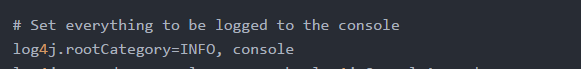 # Set everything to be logged to the console
log4j.rootCategory=INFO, console